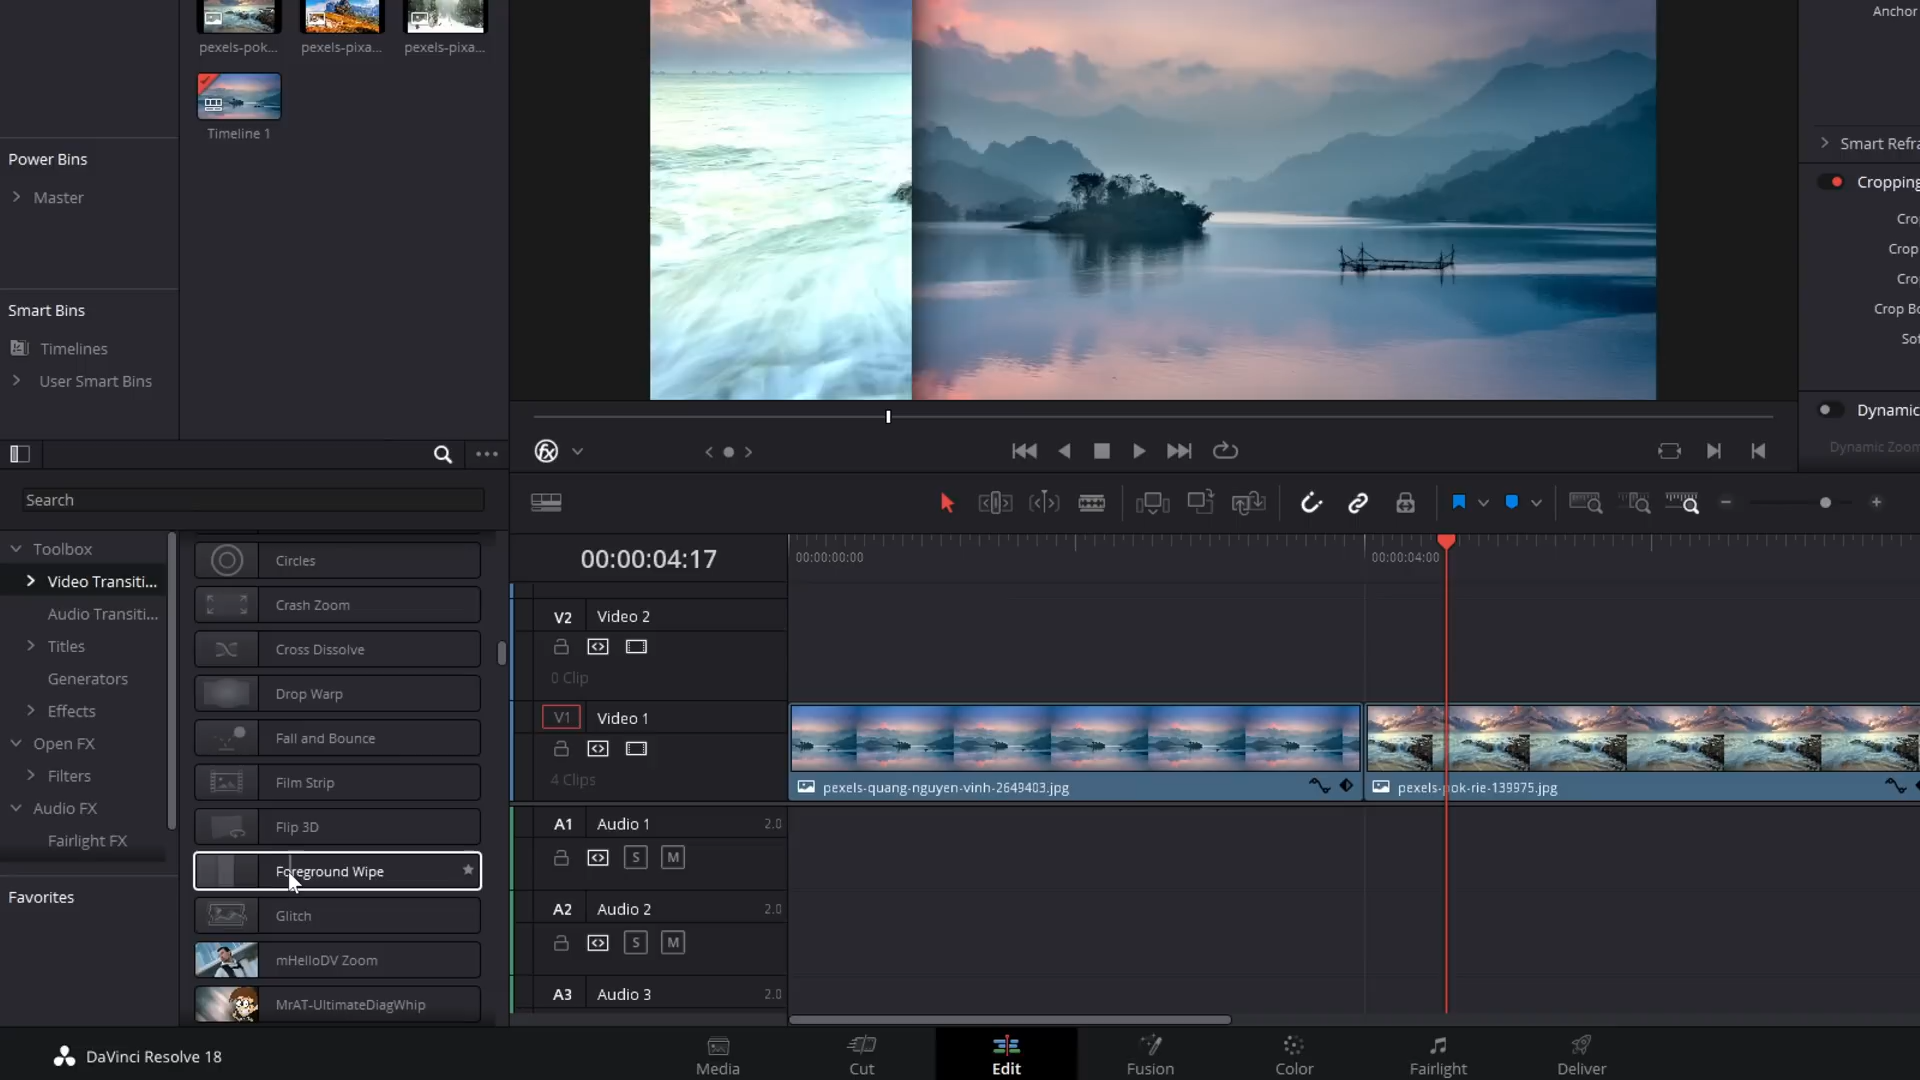 pexels-pok...
pexels-pixa...
pexels-pixa...
Timeline 1
Power Bins
Master
Smart Bins
Timelines
User Smart Bins
Anchor
Smart Refra
Cropping
Cro
Crop
Cro
Crop Bo
Sof
Dynamic
Dynamic Zoom
Search
Toolbox
Video Transiti...
Audio Transiti...
Titles
Generators
Effects
Open FX
Filters
Audio FX
Fairlight FX
Favorites
Circles
Crash Zoom
Cross Dissolve
Drop Warp
Fall and Bounce
Film Strip
Flip 3D
Foreground Wipe
Glitch
mHelloDV Zoom
MrAT-UltimateDiagWhip
00:00:04:17
00:00:00:00
00:00:04:00
V2 Video 2
0 Clip
V1 Video 1
4 Clips
pexels-quang-nguyen-vinh-2649403.jpg
pexels-pok-rie-139975.jpg
A1 Audio 1 2.0
S M
A2 Audio 2 2.0
S M
A3 Audio 3 2.0
DaVinci Resolve 18
Media
Cut
Edit
Fusion
Color
Fairlight
Deliver